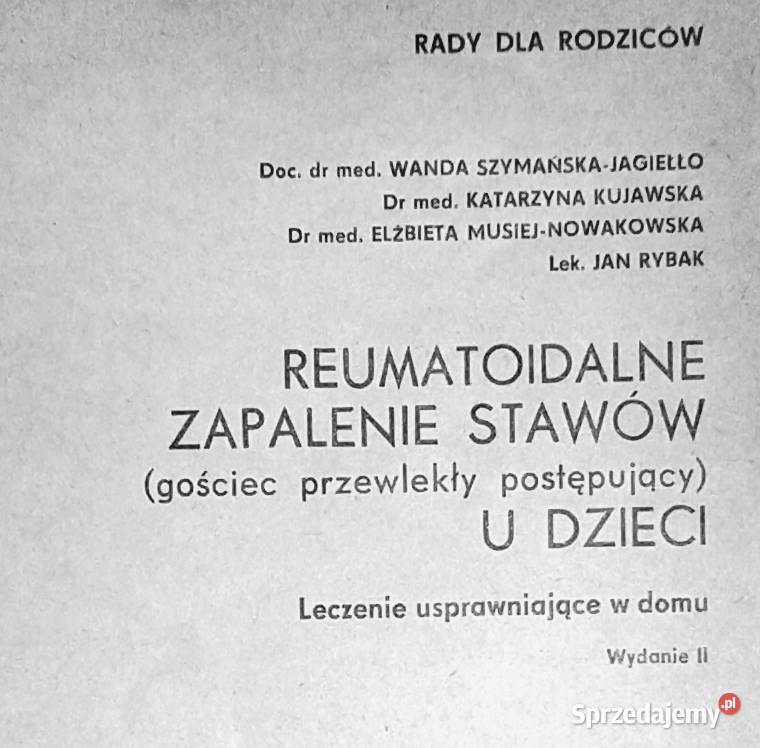 RADY DLA RODZICÓW
Doc. dr med. WANDA SZYMAŃSKA-JAGIEŁŁO
Dr med. KATARZYNA KUJAWSKA
Dr med. ELŻBIETA MUSIEJ-NOWAKOWSKA
Lek. JAN RYBAK
REUMATOIDALNE
ZAPALENIE STAWÓW
(gościec przewlekły postępujący)
U DZIECI
Leczenie usprawniające w domu
Wydanie II
Sprzedajemy.pl